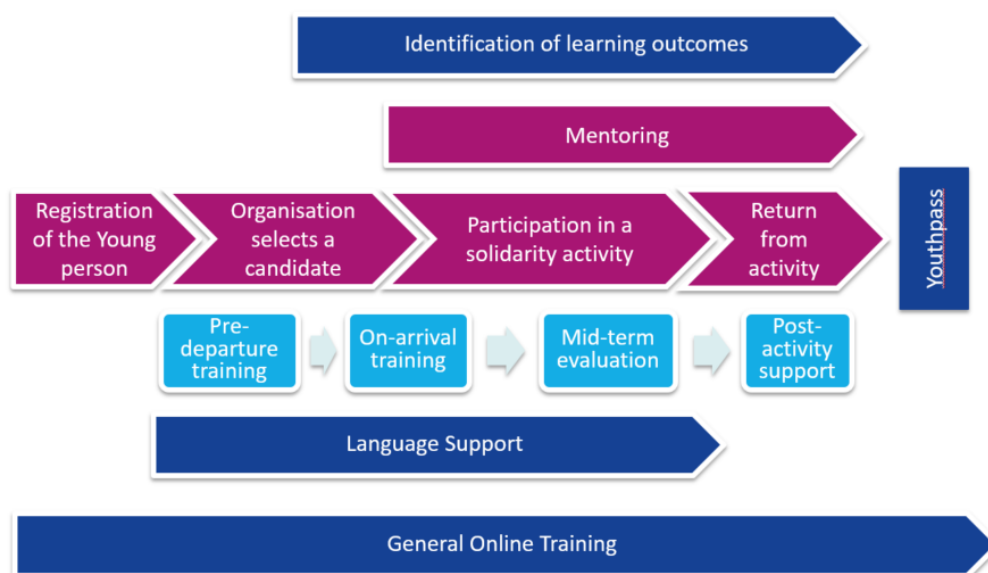 Identification of learning outcomes
Mentoring
Registration
of the Young
person
Organisation
selects a
candidate
Participation in a
solidarity activity
Return
from
activity
Youthpass
Pre-
departure
training
On-arrival
training
Mid-term
evaluation
Post-
activity
support
Language Support
General Online Training